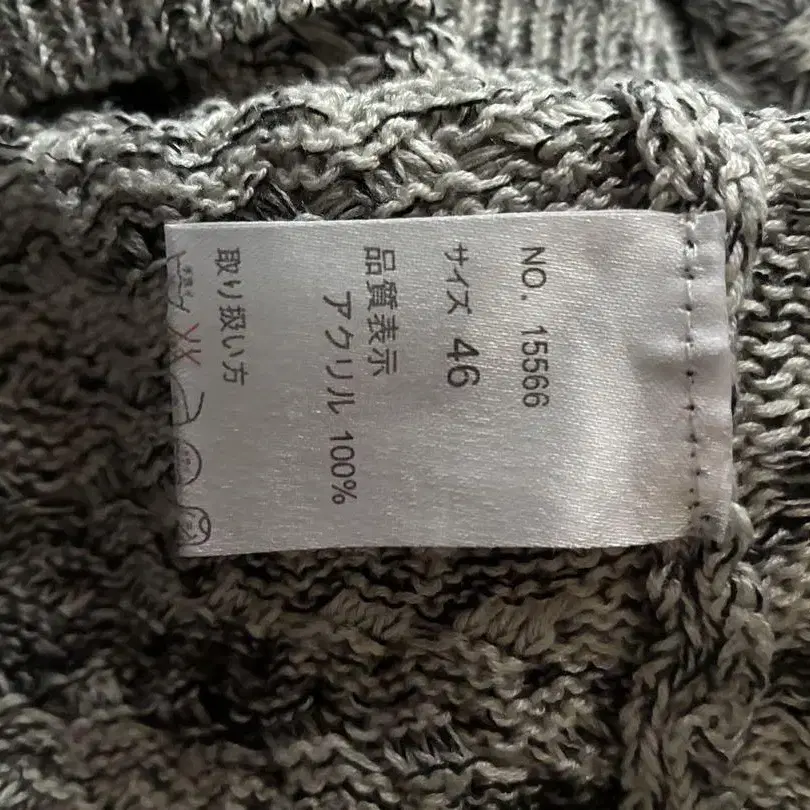 NO. 15566
サイズ 46
品質表示
アクリル 100%
取り扱い方